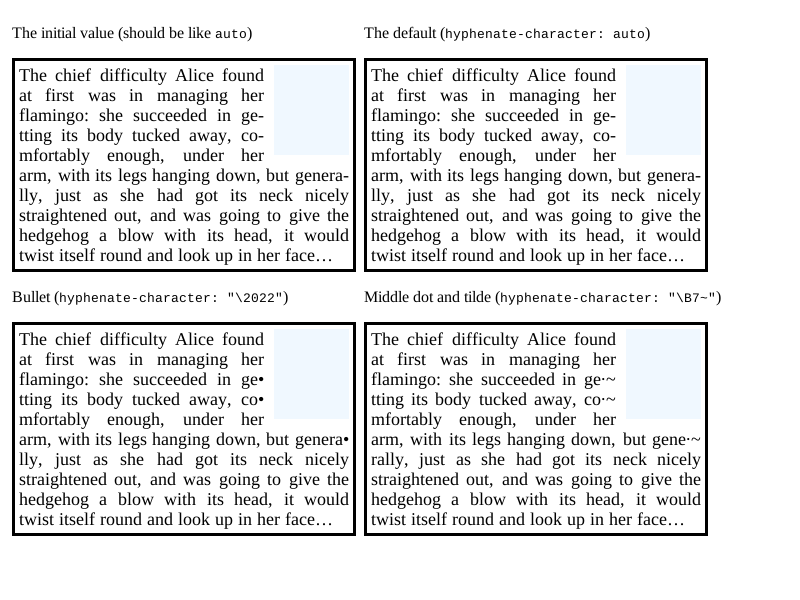 The initial value (should be like auto)
The chief difficulty Alice found
at first was in managing her
flamingo: she succeeded in ge-
tting its body tucked away, co-
mfortably enough, under her
arm, with its legs hanging down, but genera-
lly, just as she had got its neck nicely
straightened out, and was going to give the
hedgehog a blow with its head, it would
twist itself round and look up in her face…
The default (hyphenate-character: auto)
The chief difficulty Alice found
at first was in managing her
flamingo: she succeeded in ge-
tting its body tucked away, co-
mfortably enough, under her
arm, with its legs hanging down, but genera-
lly, just as she had got its neck nicely
straightened out, and was going to give the
hedgehog a blow with its head, it would
twist itself round and look up in her face…
Bullet (hyphenate-character: "\2022")
The chief difficulty Alice found
at first was in managing her
flamingo: she succeeded in ge•
tting its body tucked away, co•
mfortably enough, under her
arm, with its legs hanging down, but genera•
lly, just as she had got its neck nicely
straightened out, and was going to give the
hedgehog a blow with its head, it would
twist itself round and look up in her face…
Middle dot and tilde (hyphenate-character: "\B7~")
The chief difficulty Alice found
at first was in managing her
flamingo: she succeeded in ge·~
tting its body tucked away, co·~
mfortably enough, under her
arm, with its legs hanging down, but gene·~
rally, just as she had got its neck nicely
straightened out, and was going to give the
hedgehog a blow with its head, it would
twist itself round and look up in her face…